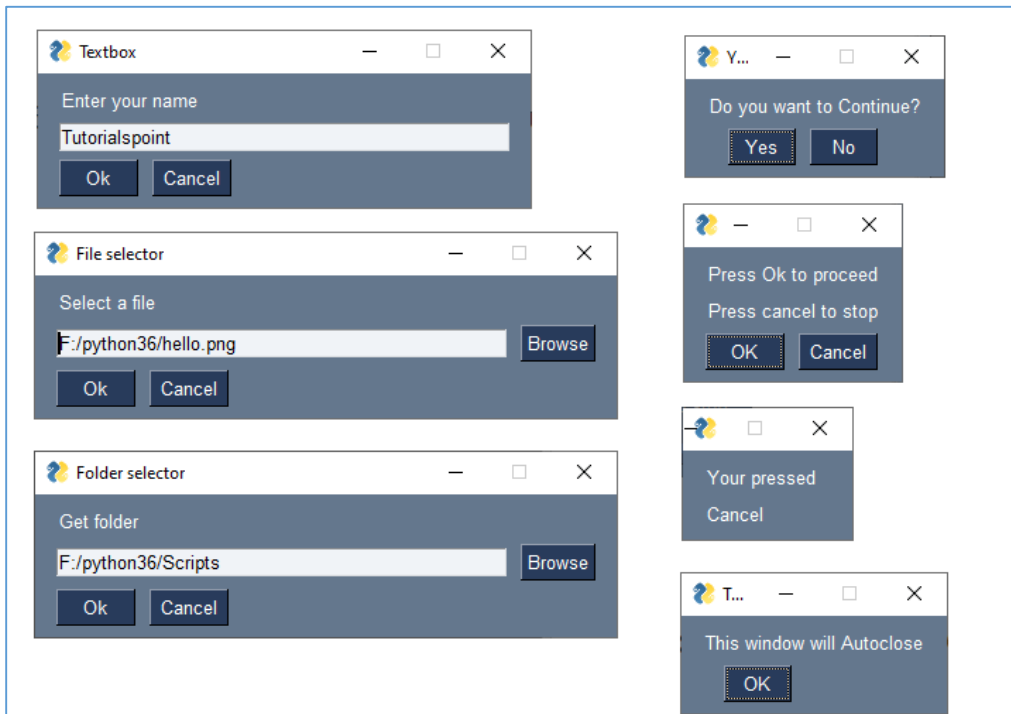 Textbox
Enter your name
Tutorialspoint
Ok Cancel
File selector
Select a file
F:/python36/hello.png Browse
Ok Cancel
Folder selector
Get folder
F:/python36/Scripts Browse
Ok Cancel
Y...
Do you want to Continue?
Yes No
Press Ok to proceed
Press cancel to stop
OK Cancel
Your pressed
Cancel
T...
This window will Autoclose
OK